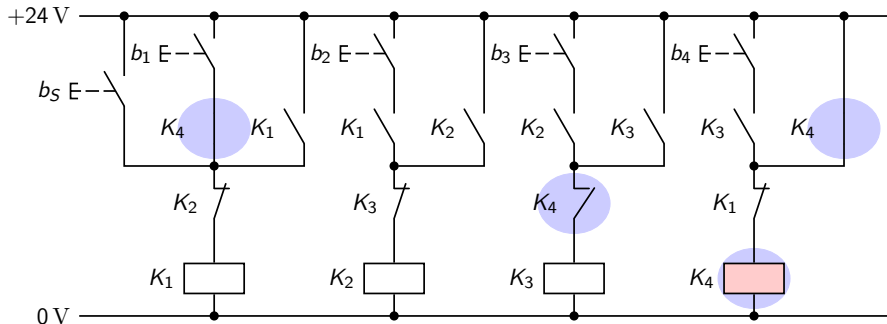 +24 V
b₁ b₂ b₃ b₄
b_S
K₄ K₁ K₁ K₂ K₂ K₃ K₃ K₄
K₂ K₃ K₄ K₁
K₁ K₂ K₃ K₄
0 V